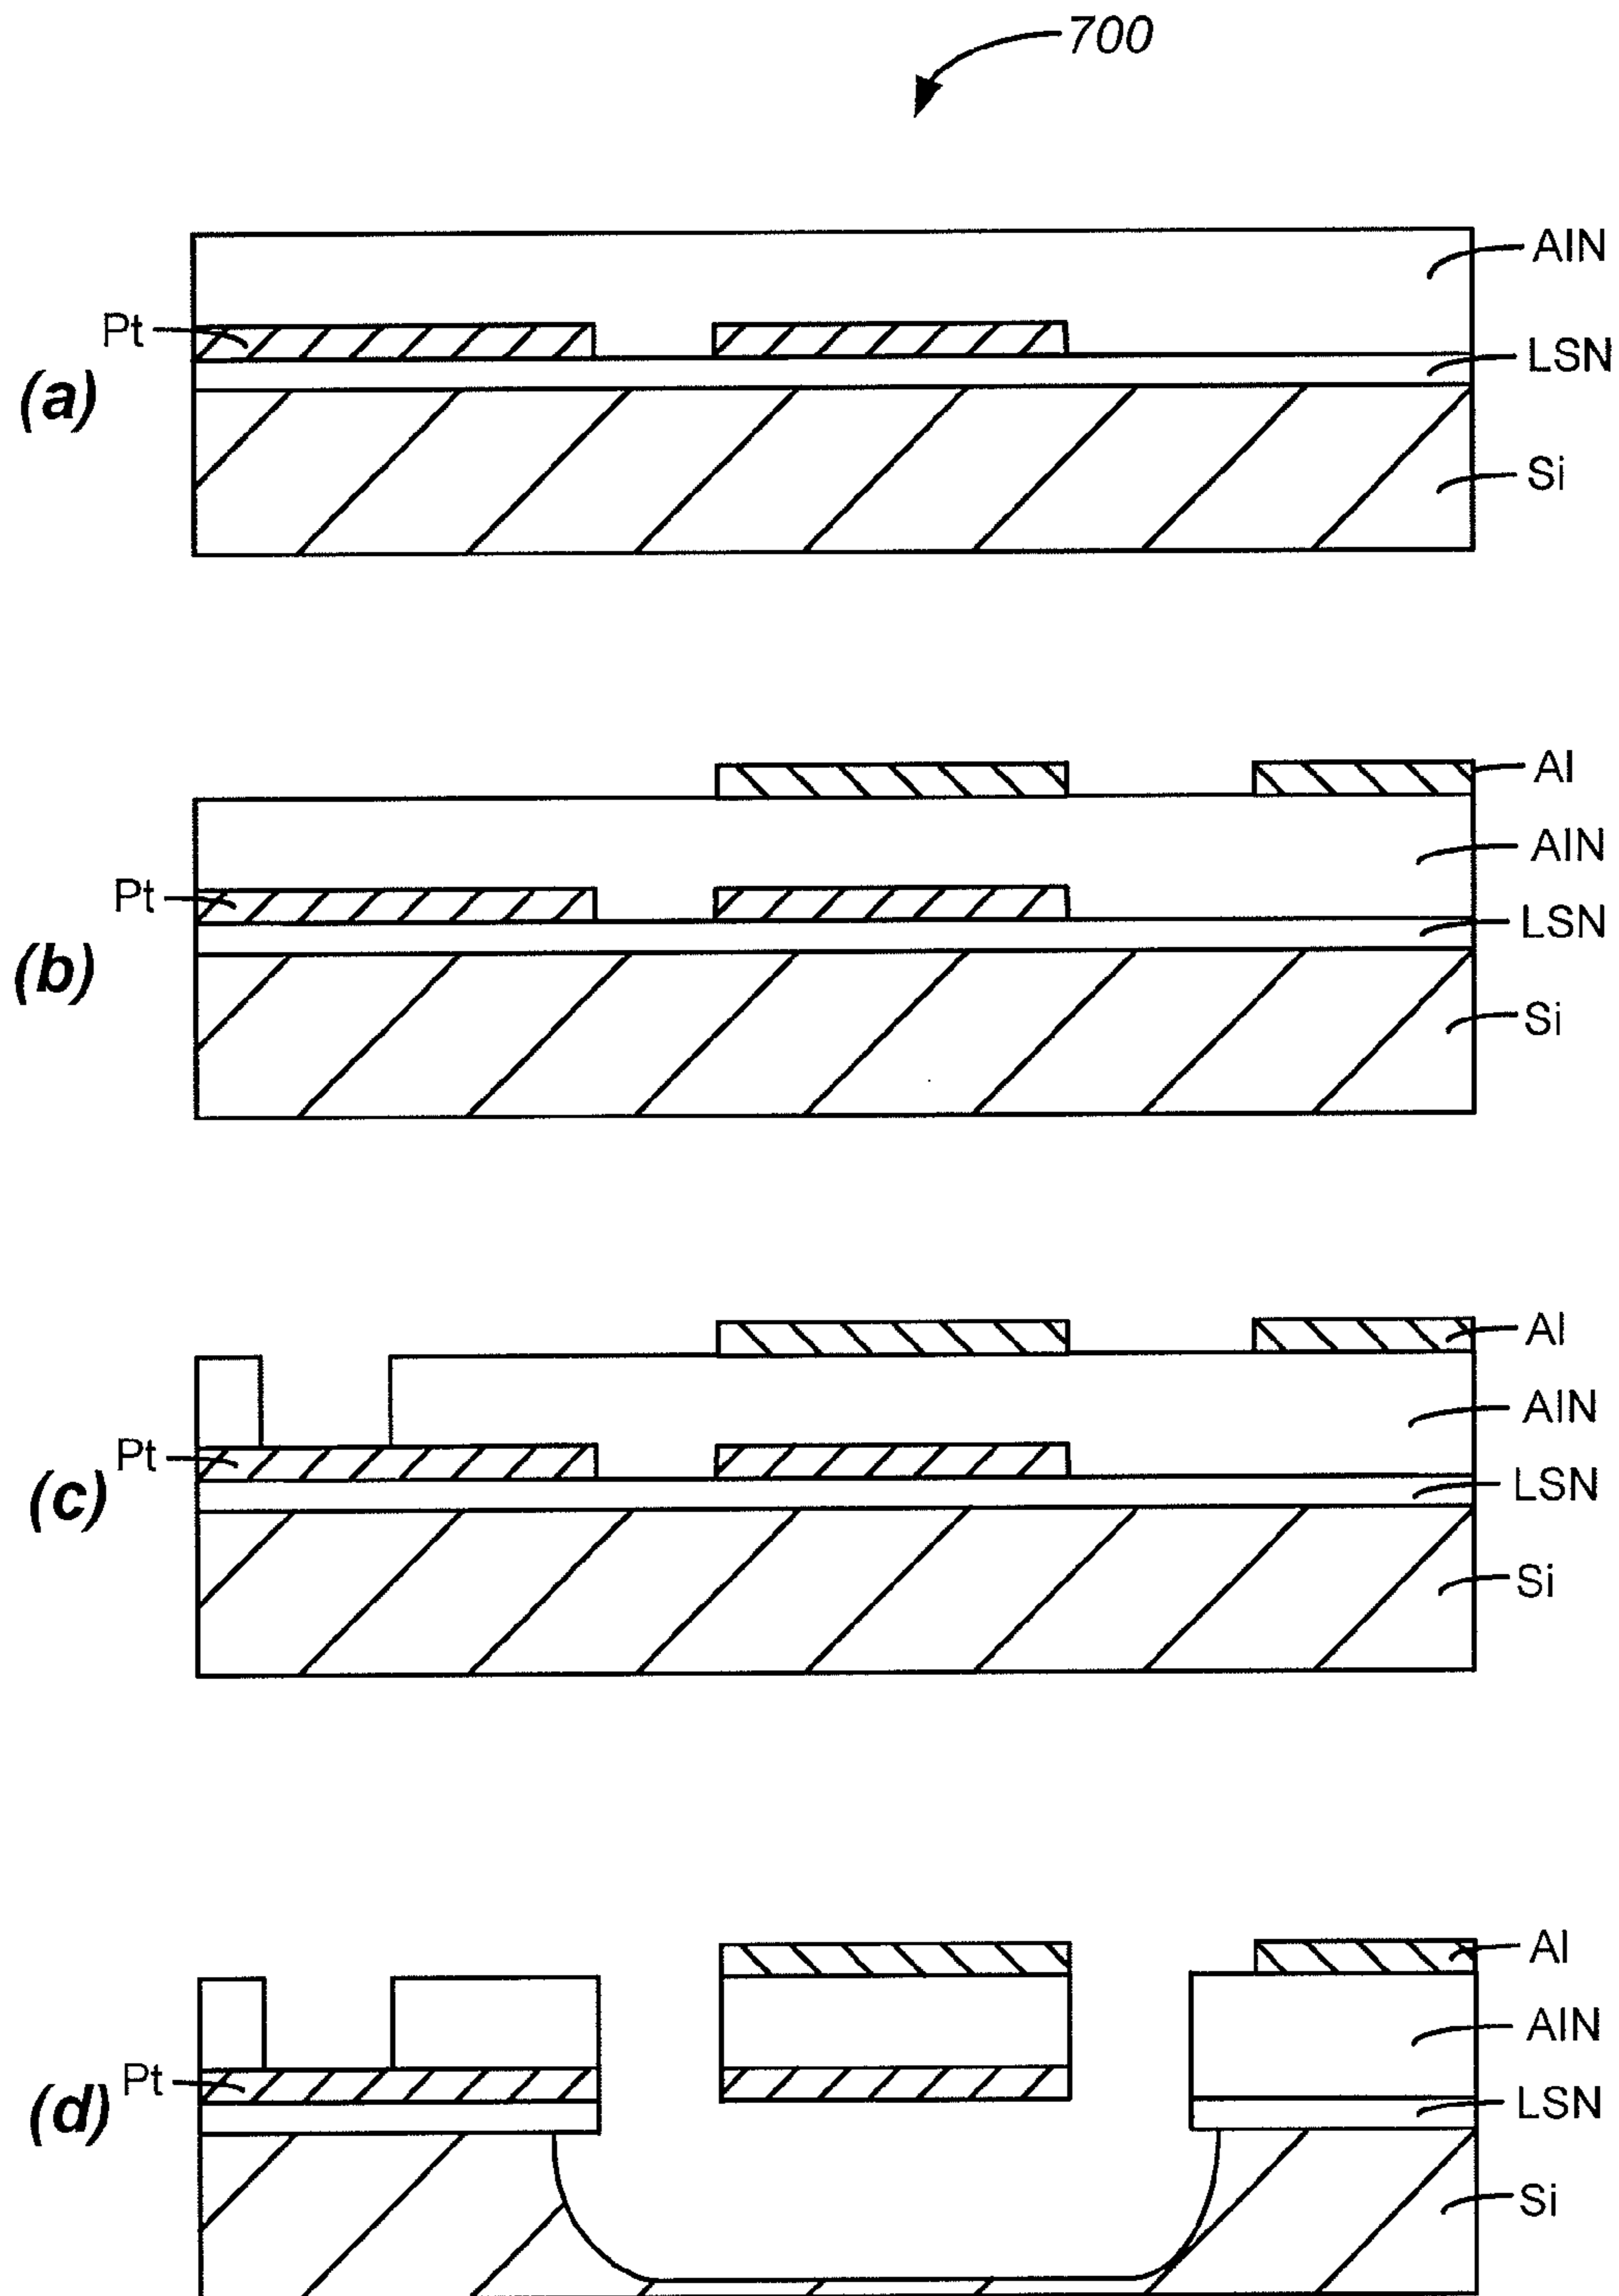 700
AlN
Pt
LSN
(a)
Si
Al
AlN
Pt
LSN
(b)
Si
Al
AlN
Pt
LSN
(c)
Si
Al
AlN
Pt
LSN
(d)
Si